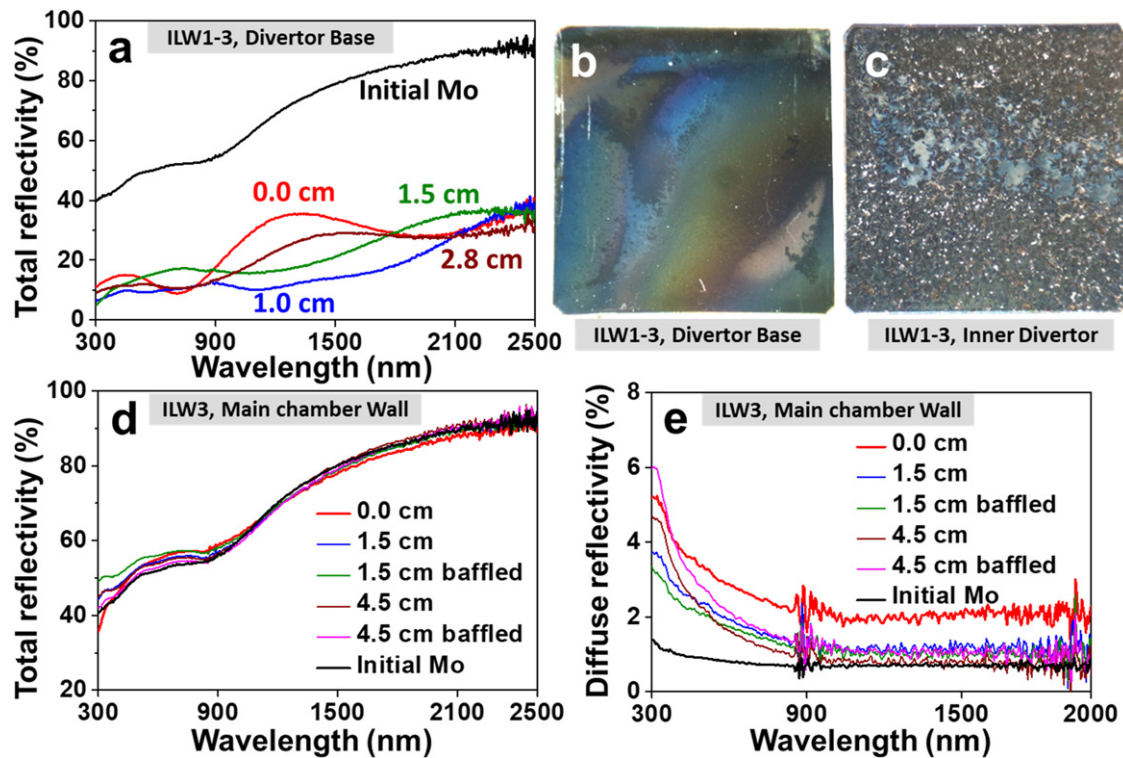 a
ILW1-3, Divertor Base
Total reflectivity (%)
100
80
60
40
20
0
Initial Mo
0.0 cm
1.5 cm
2.8 cm
1.0 cm
300 900 1500 2100 2500
Wavelength (nm)
b
ILW1-3, Divertor Base
c
ILW1-3, Inner Divertor
d
ILW3, Main chamber Wall
Total reflectivity (%)
100
80
60
40
20
0.0 cm
1.5 cm
1.5 cm baffled
4.5 cm
4.5 cm baffled
Initial Mo
300 900 1500 2100 2500
Wavelength (nm)
e
ILW3, Main chamber Wall
Diffuse reflectivity (%)
8
6
4
2
0
0.0 cm
1.5 cm
1.5 cm baffled
4.5 cm
4.5 cm baffled
Initial Mo
300 900 1500 2000
Wavelength (nm)